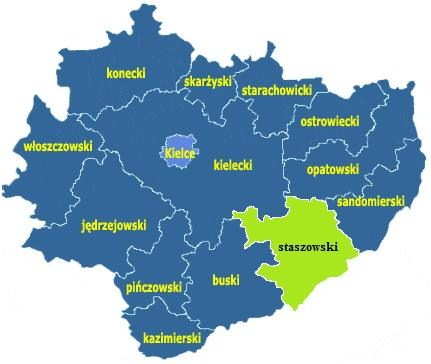 konecki
skarżyski
starachowicki
ostrowiecki
włoszczowski
Kielce
kielecki
opatowski
sandomierski
jędrzejowski
staszowski
pińczowski
buski
kazimierski